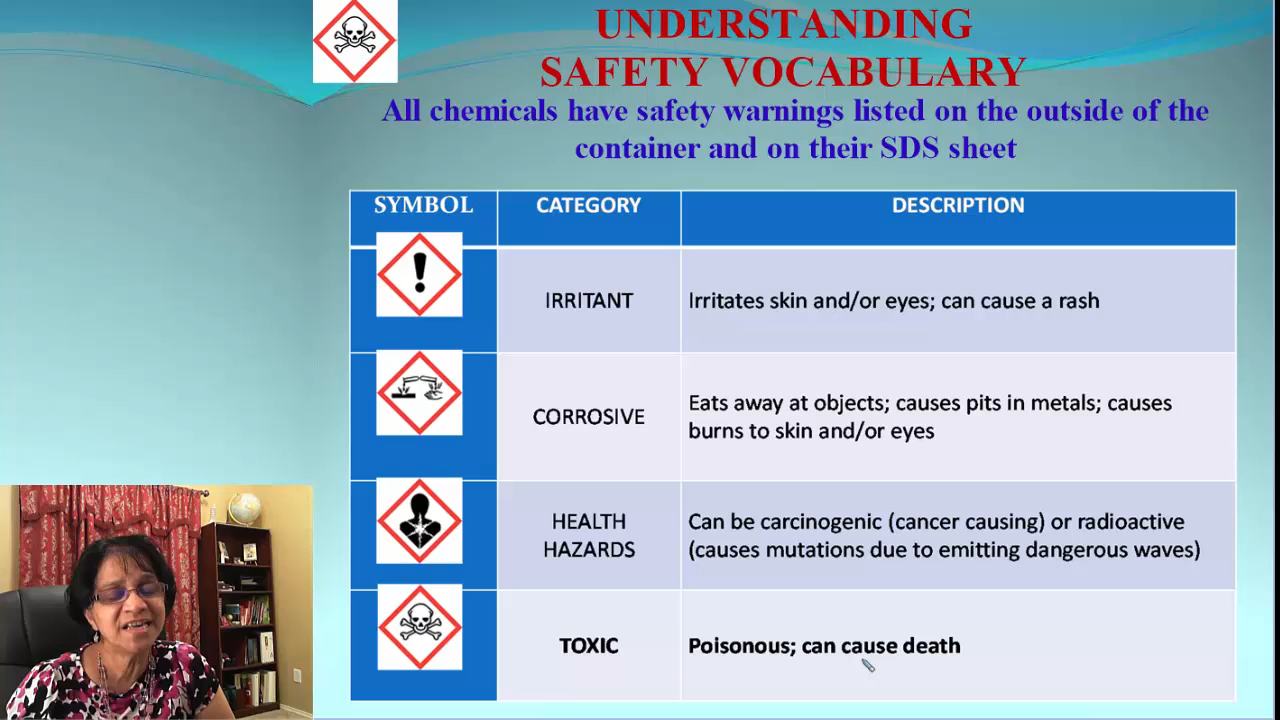 UNDERSTANDING
SAFETY VOCABULARY
All chemicals have safety warnings listed on the outside of the
container and on their SDS sheet
SYMBOL CATEGORY DESCRIPTION
IRRITANT Irritates skin and/or eyes; can cause a rash
CORROSIVE Eats away at objects; causes pits in metals; causes
burns to skin and/or eyes
HEALTH
HAZARDS
Can be carcinogenic (cancer causing) or radioactive
(causes mutations due to emitting dangerous waves)
TOXIC Poisonous; can cause death